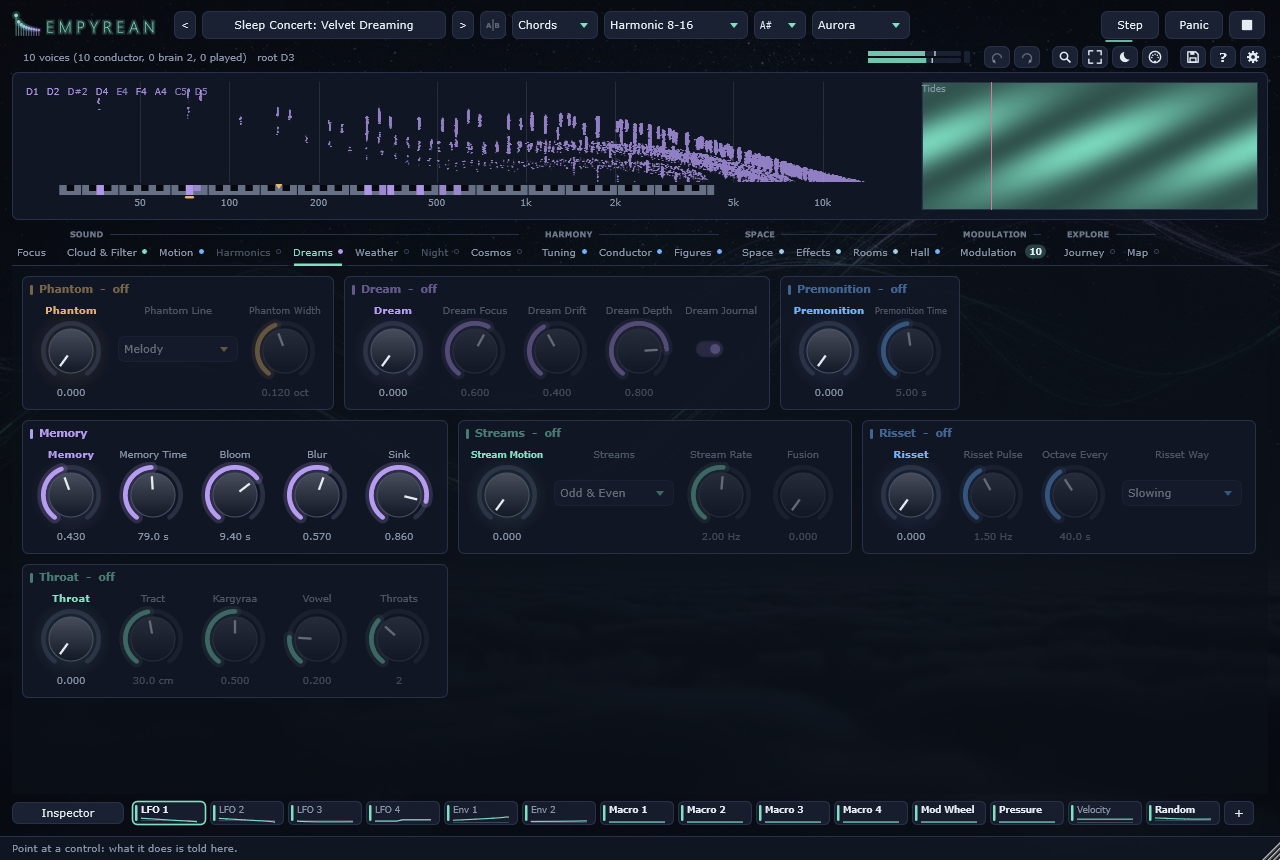 EMPYREAN < Sleep Concert: Velvet Dreaming > A|B Chords Harmonic 8-16 A# Aurora Step Panic
10 voices (10 conductor, 0 brain 2, 0 played) root D3
D1 D2 D#2 D4 E4 F4 A4 C5 D5
Tides
50 100 200 500 1k 2k 5k 10k
SOUND HARMONY SPACE MODULATION EXPLORE
Focus Cloud & Filter Motion Harmonics Dreams Weather Night Cosmos Tuning Conductor Figures Space Effects Rooms Hall Modulation 10 Journey Map
Phantom - off Dream - off Premonition - off
Phantom Phantom Line Phantom Width Dream Dream Focus Dream Drift Dream Depth Dream Journal Premonition Premonition Time
Melody
0.000 0.120 oct 0.000 0.600 0.400 0.800 0.000 5.00 s
Memory Streams - off Risset - off
Memory Memory Time Bloom Blur Sink Stream Motion Streams Stream Rate Fusion Risset Risset Pulse Octave Every Risset Way
Odd & Even Slowing
0.430 79.0 s 9.40 s 0.570 0.860 0.000 2.00 Hz 0.000 0.000 1.50 Hz 40.0 s
Throat - off
Throat Tract Kargyraa Vowel Throats
0.000 30.0 cm 0.500 0.200 2
Inspector LFO 1 LFO 2 LFO 3 LFO 4 Env 1 Env 2 Macro 1 Macro 2 Macro 3 Macro 4 Mod Wheel Pressure Velocity Random +
Point at a control: what it does is told here.